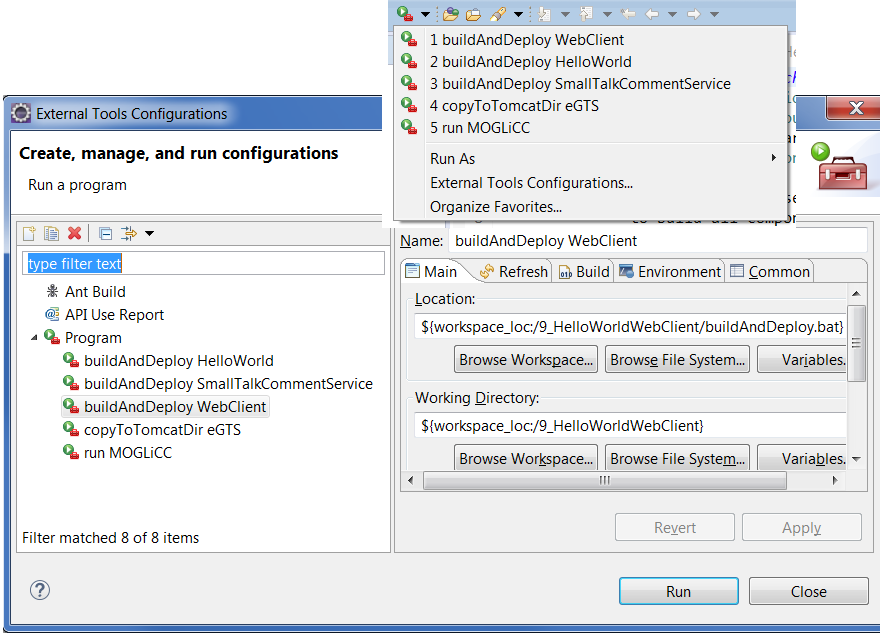 1 buildAndDeploy WebClient
2 buildAndDeploy HelloWorld
3 buildAndDeploy SmallTalkCommentService
4 copyToTomcatDir eGTS
5 run MOGLiCC
Run As
External Tools Configurations...
Organize Favorites...
External Tools Configurations
Create, manage, and run configurations
Run a program
type filter text
Ant Build
API Use Report
Program
buildAndDeploy HelloWorld
buildAndDeploy SmallTalkCommentService
buildAndDeploy WebClient
copyToTomcatDir eGTS
run MOGLiCC
Filter matched 8 of 8 items
Name: buildAndDeploy WebClient
Main Refresh Build Environment Common
Location:
${workspace_loc:/9_HelloWorldWebClient/buildAndDeploy.bat}
Browse Workspace... Browse File System... Variables.
Working Directory:
${workspace_loc:/9_HelloWorldWebClient}
Browse Workspace... Browse File System... Variables.
Revert Apply
Run Close